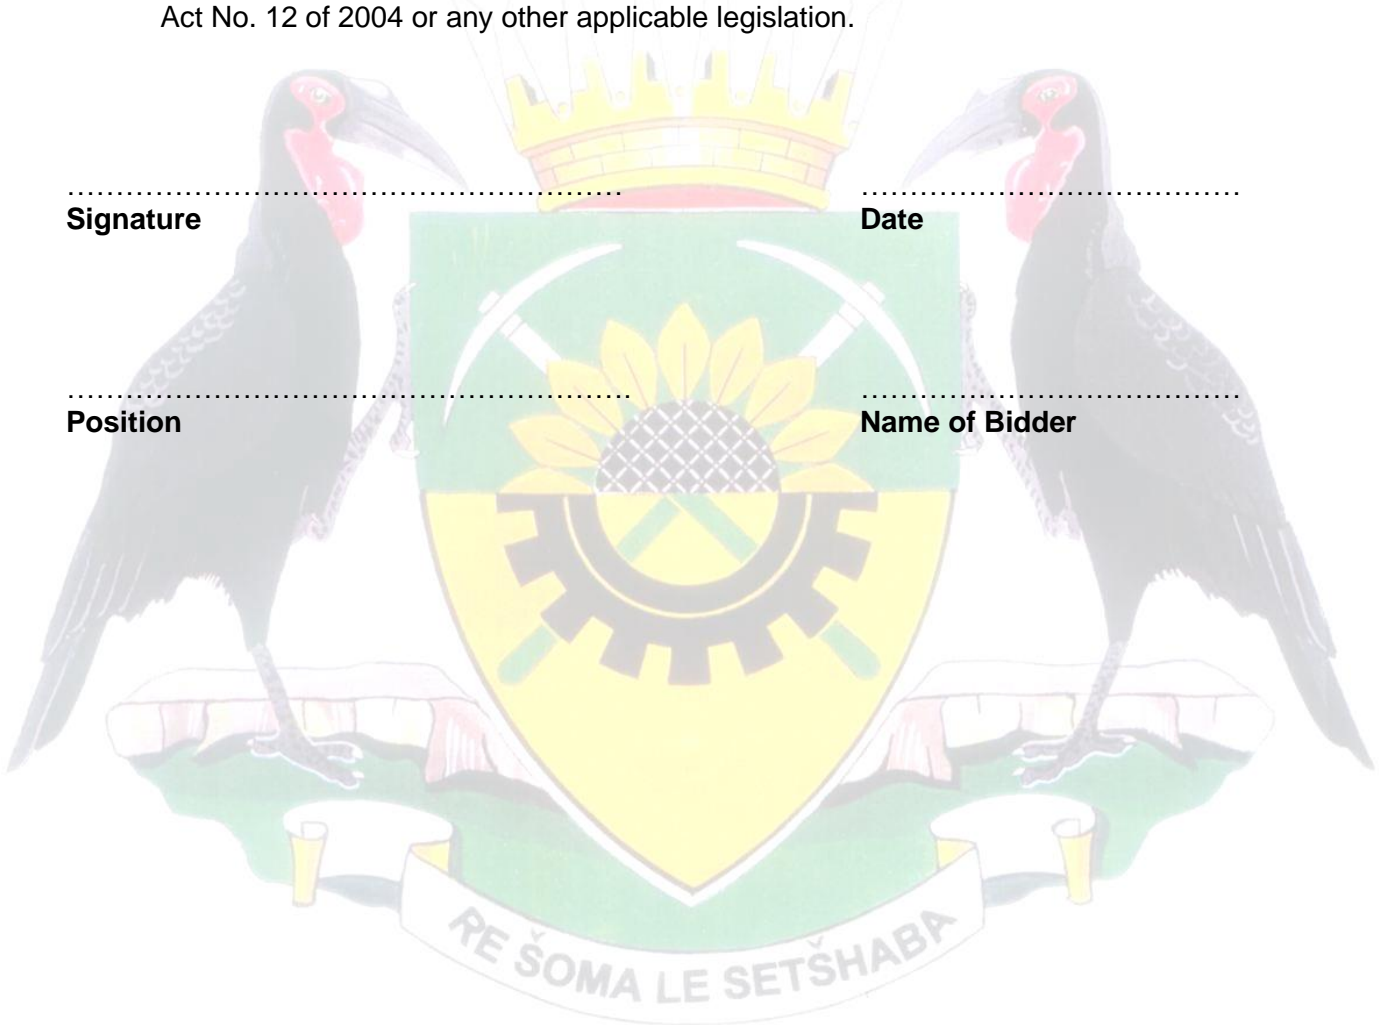 Act No. 12 of 2004 or any other applicable legislation.
…………………………………………………. …………………………………
Signature Date
…………………………………………………. …………………………………
Position Name of Bidder
RE ŠOMA LE SETŠHABA